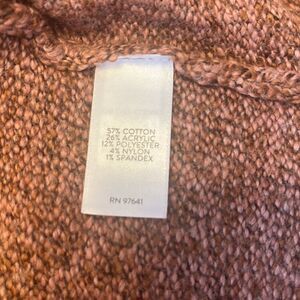 57% COTTON
26% ACRYLIC
12% POLYESTER
4% NYLON
1% SPANDEX
RN 97641